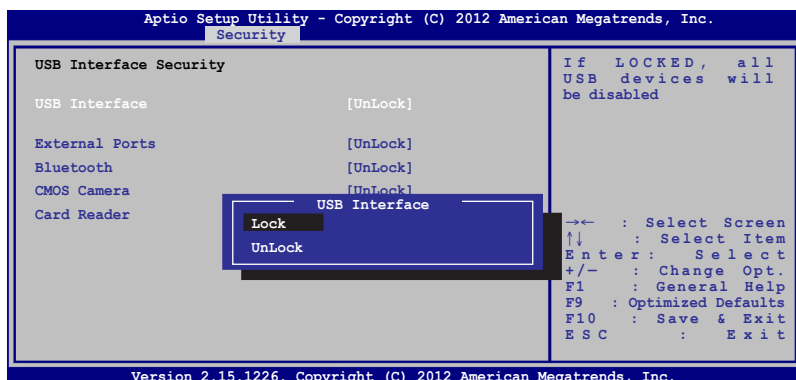 Aptio Setup Utility - Copyright (C) 2012 American Megatrends, Inc.
Security
USB Interface Security
USB Interface [UnLock]
External Ports [UnLock]
Bluetooth [UnLock]
CMOS Camera [UnLock]
Card Reader
USB Interface
Lock
UnLock
If LOCKED, all
USB devices will
be disabled
→← : Select Screen
↑↓ : Select Item
Enter: Select
+/— : Change Opt.
F1 : General Help
F9 : Optimized Defaults
F10 : Save & Exit
ESC : Exit
Version 2.15.1226. Copyright (C) 2012 American Megatrends, Inc.